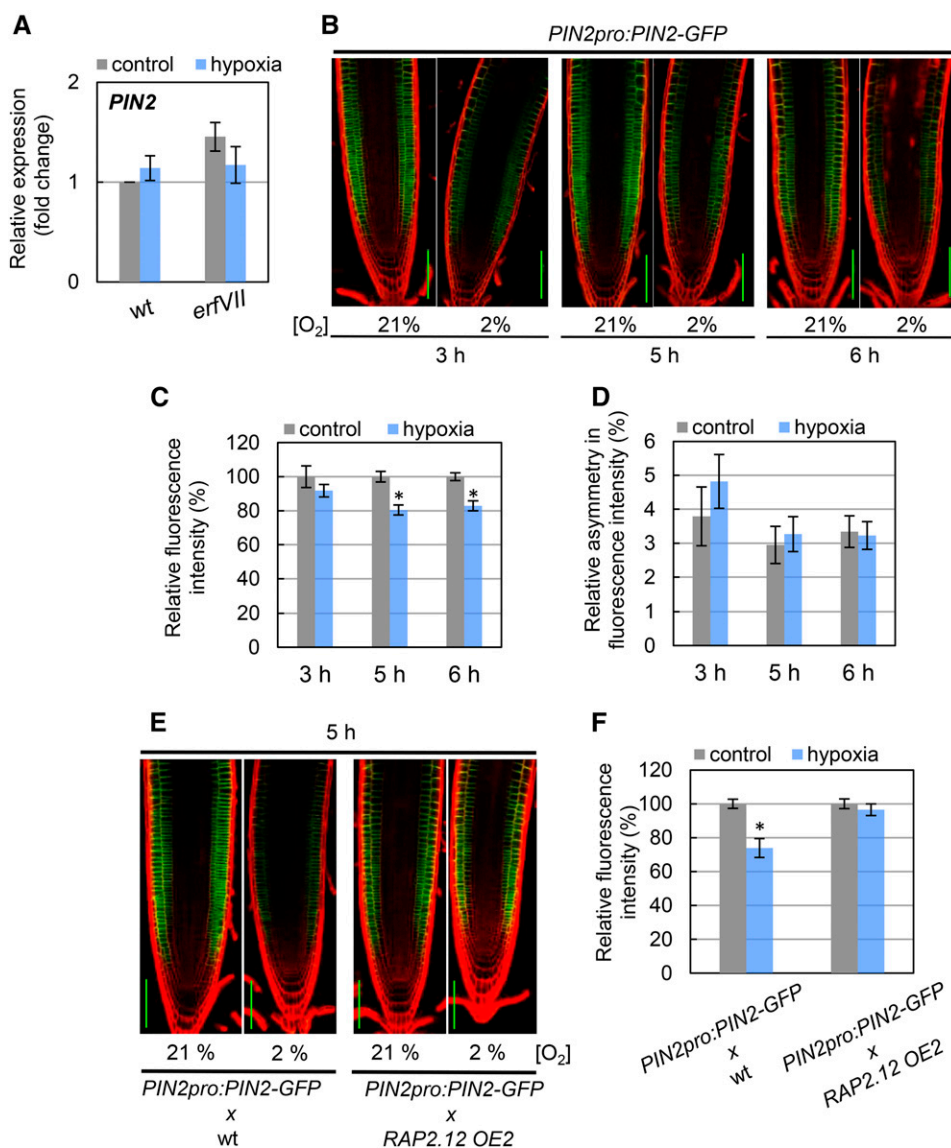 A
control hypoxia
PIN2
Relative expression
(fold change)
2
1
0
wt
erfVII
B
PIN2pro:PIN2-GFP
[O2]
21% 2% 21% 2% 21% 2%
3 h 5 h 6 h
C
control hypoxia
Relative fluorescence
intensity (%)
120
100
80
60
40
20
0
*
*
3 h 5 h 6 h
D
control hypoxia
Relative asymmetry in
fluorescence intensity (%)
6
5
4
3
2
1
0
3 h 5 h 6 h
E
5 h
21 % 2 % 21 % 2 % [O2]
PIN2pro:PIN2-GFP PIN2pro:PIN2-GFP
x x
wt RAP2.12 OE2
F
control hypoxia
Relative fluorescence
intensity (%)
120
100
80
60
40
20
0
*
PIN2pro:PIN2-GFP
x
wt
PIN2pro:PIN2-GFP
x
RAP2.12 OE2